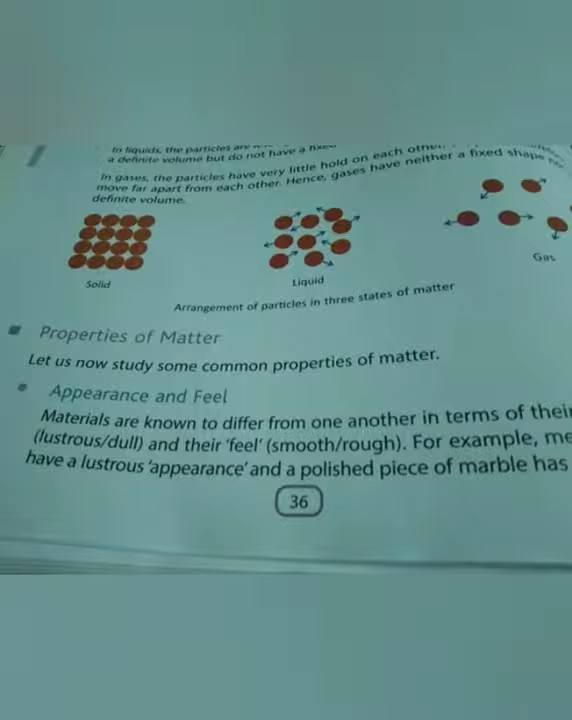 In liquids, the particles are
a definite volume but do not have a fixed
In gases, the particles have very little hold on each other.
move far apart from each other. Hence, gases have neither a fixed shape
definite volume.
Solid
Liquid
Gas
Arrangement of particles in three states of matter
Properties of Matter
Let us now study some common properties of matter.
Appearance and Feel
Materials are known to differ from one another in terms of their
(lustrous/dull) and their 'feel' (smooth/rough). For example, me
have a lustrous 'appearance' and a polished piece of marble has
36